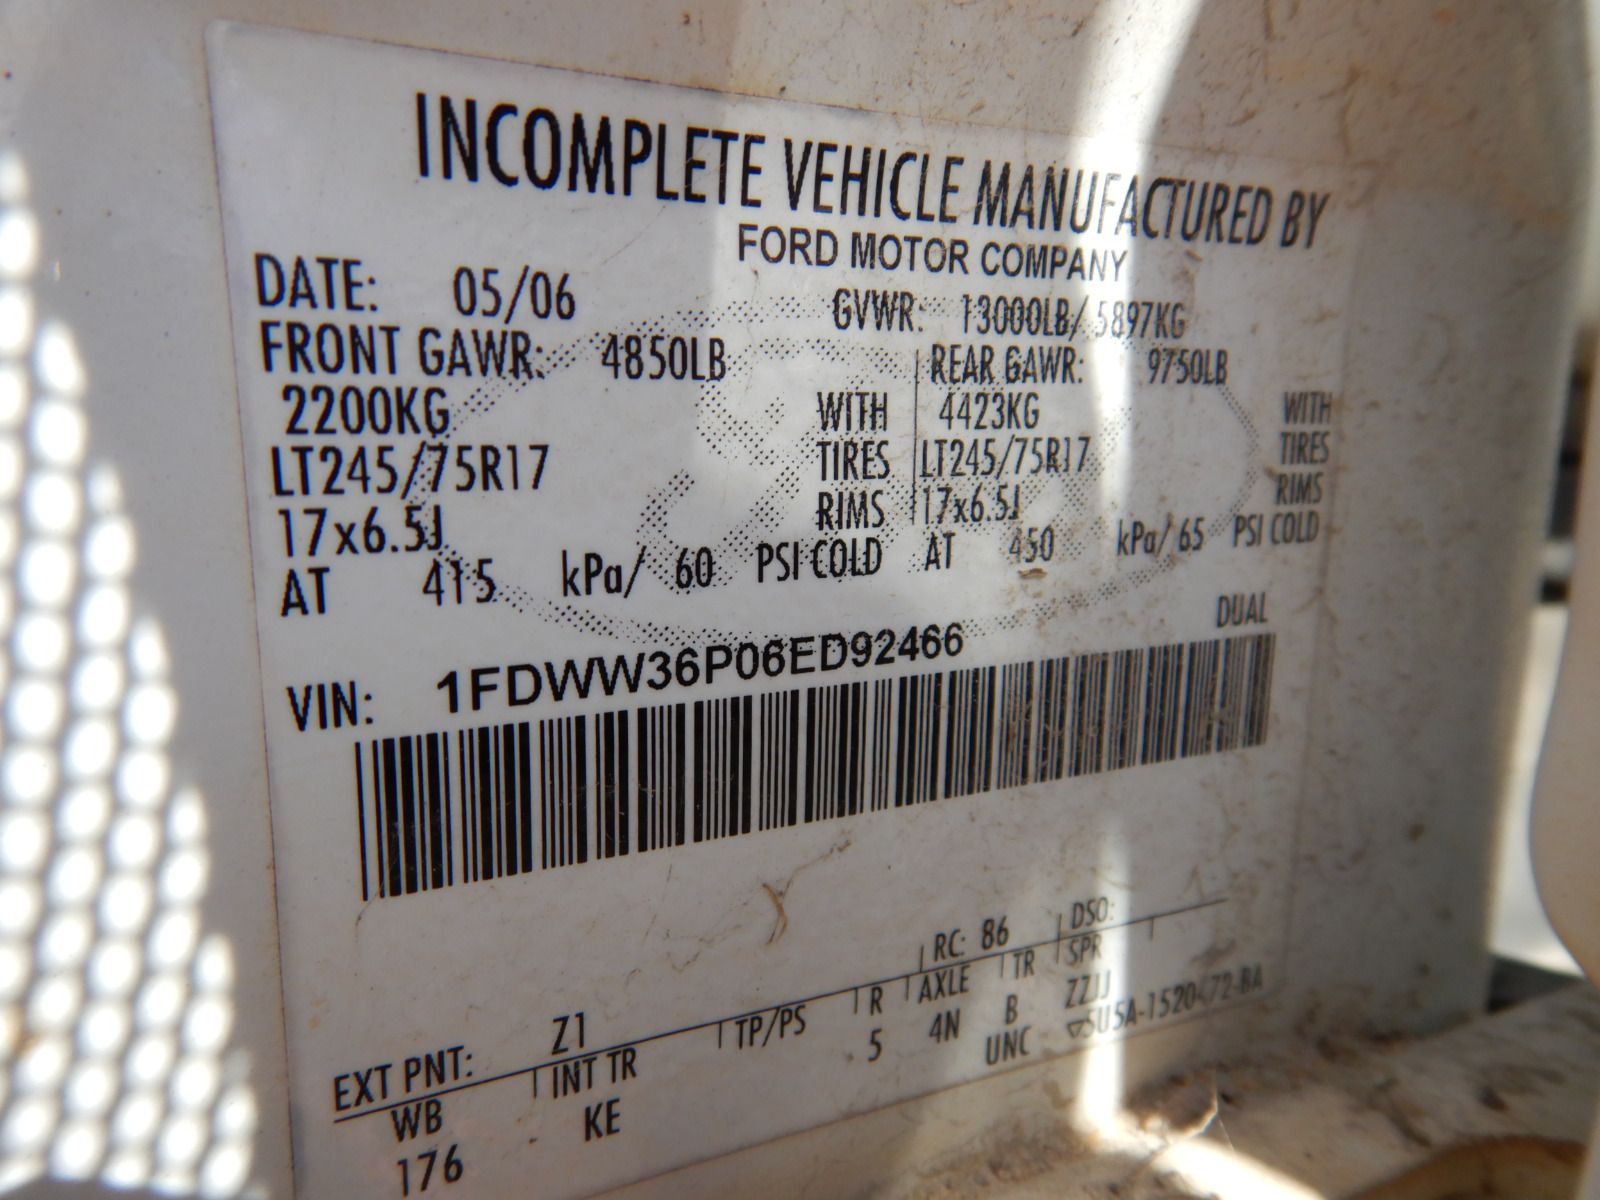 INCOMPLETE VEHICLE MANUFACTURED BY
FORD MOTOR COMPANY
DATE: 05/06 GVWR: 13000LB/ 5897KG
FRONT GAWR: 4850LB REAR GAWR: 9750LB
2200KG WITH 4423KG WITH
LT245/75R17 TIRES LT245/75R17 TIRES
17x6.5J RIMS 17x6.5J RIMS
AT 415 kPa/ 60 PSI COLD AT 450 kPa/ 65 PSI COLD
DUAL
VIN: 1FDWW36P06ED92466
EXT PNT: Z1 RC: 86 DSO:
WB INT TR TP/PS R AXLE TR SPR
176 KE 5 4N B ZZJJ
UNC